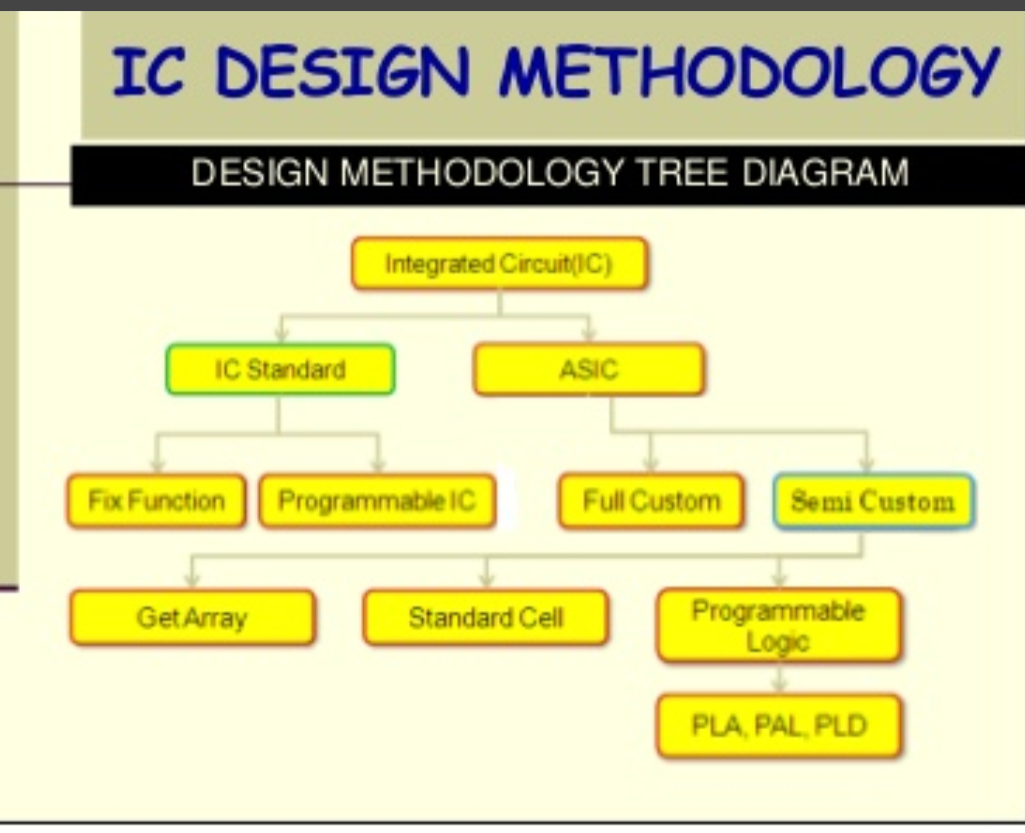 IC DESIGN METHODOLOGY
DESIGN METHODOLOGY TREE DIAGRAM
Integrated Circuit(IC)
IC Standard
ASIC
Fix Function
Programmable IC
Full Custom
Semi Custom
Get Array
Standard Cell
Programmable
Logic
PLA, PAL, PLD